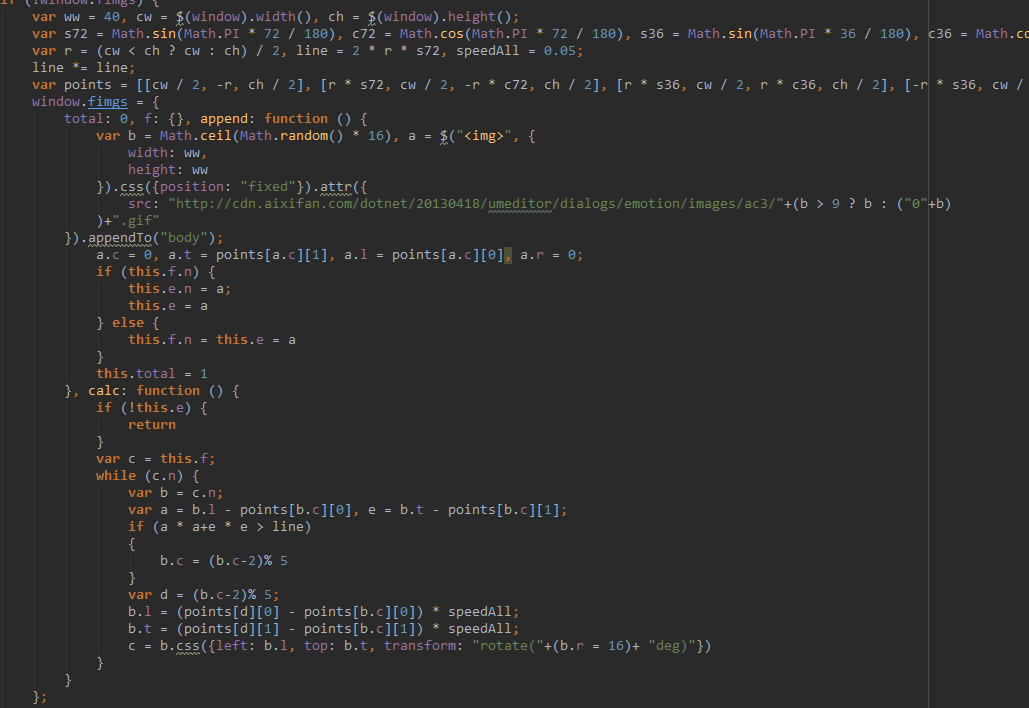 if (!window.fimgs) {
    var ww = 40, cw = $(window).width(), ch = $(window).height();
    var s72 = Math.sin(Math.PI * 72 / 180), c72 = Math.cos(Math.PI * 72 / 180), s36 = Math.sin(Math.PI * 36 / 180), c36 = Math.co
    var r = (cw < ch ? cw : ch) / 2, line = 2 * r * s72, speedAll = 0.05;
    line *= line;
    var points = [[cw / 2, -r, ch / 2], [r * s72, cw / 2, -r * c72, ch / 2], [r * s36, cw / 2, r * c36, ch / 2], [-r * s36, cw /
    window.fimgs = {
        total: 0, f: {}, append: function () {
            var b = Math.ceil(Math.random() * 16), a = $("<img>", {
                width: ww,
                height: ww
            }).css({position: "fixed"}).attr({
                src: "http://cdn.aixifan.com/dotnet/20130418/umeditor/dialogs/emotion/images/ac3/"+(b > 9 ? b : ("0"+b)
            )+".gif"
        }).appendTo("body");
            a.c = 0, a.t = points[a.c][1], a.l = points[a.c][0], a.r = 0;
            if (this.f.n) {
                this.e.n = a;
                this.e = a
            } else {
                this.f.n = this.e = a
            }
            this.total = 1
        }, calc: function () {
            if (!this.e) {
                return
            }
            var c = this.f;
            while (c.n) {
                var b = c.n;
                var a = b.l - points[b.c][0], e = b.t - points[b.c][1];
                if (a * a+e * e > line)
                {
                    b.c = (b.c-2)% 5
                }
                var d = (b.c-2)% 5;
                b.l = (points[d][0] - points[b.c][0]) * speedAll;
                b.t = (points[d][1] - points[b.c][1]) * speedAll;
                c = b.css({left: b.l, top: b.t, transform: "rotate("+(b.r = 16)+ "deg)"})
            }
        }
    };